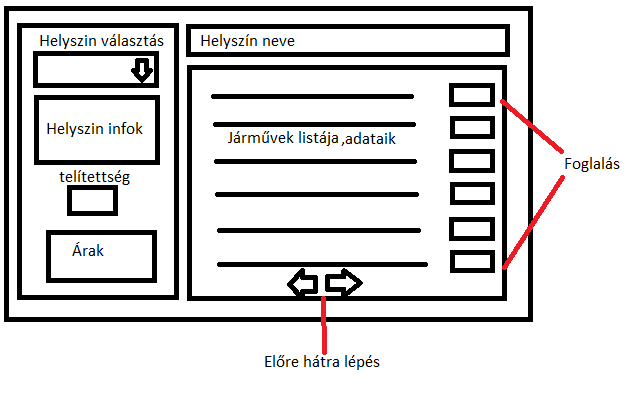 Helyszin választás
Helyszin infok
telítettség
Árak
Helyszín neve
Járművek listája,adataik
Foglalás
Előre hátra lépés